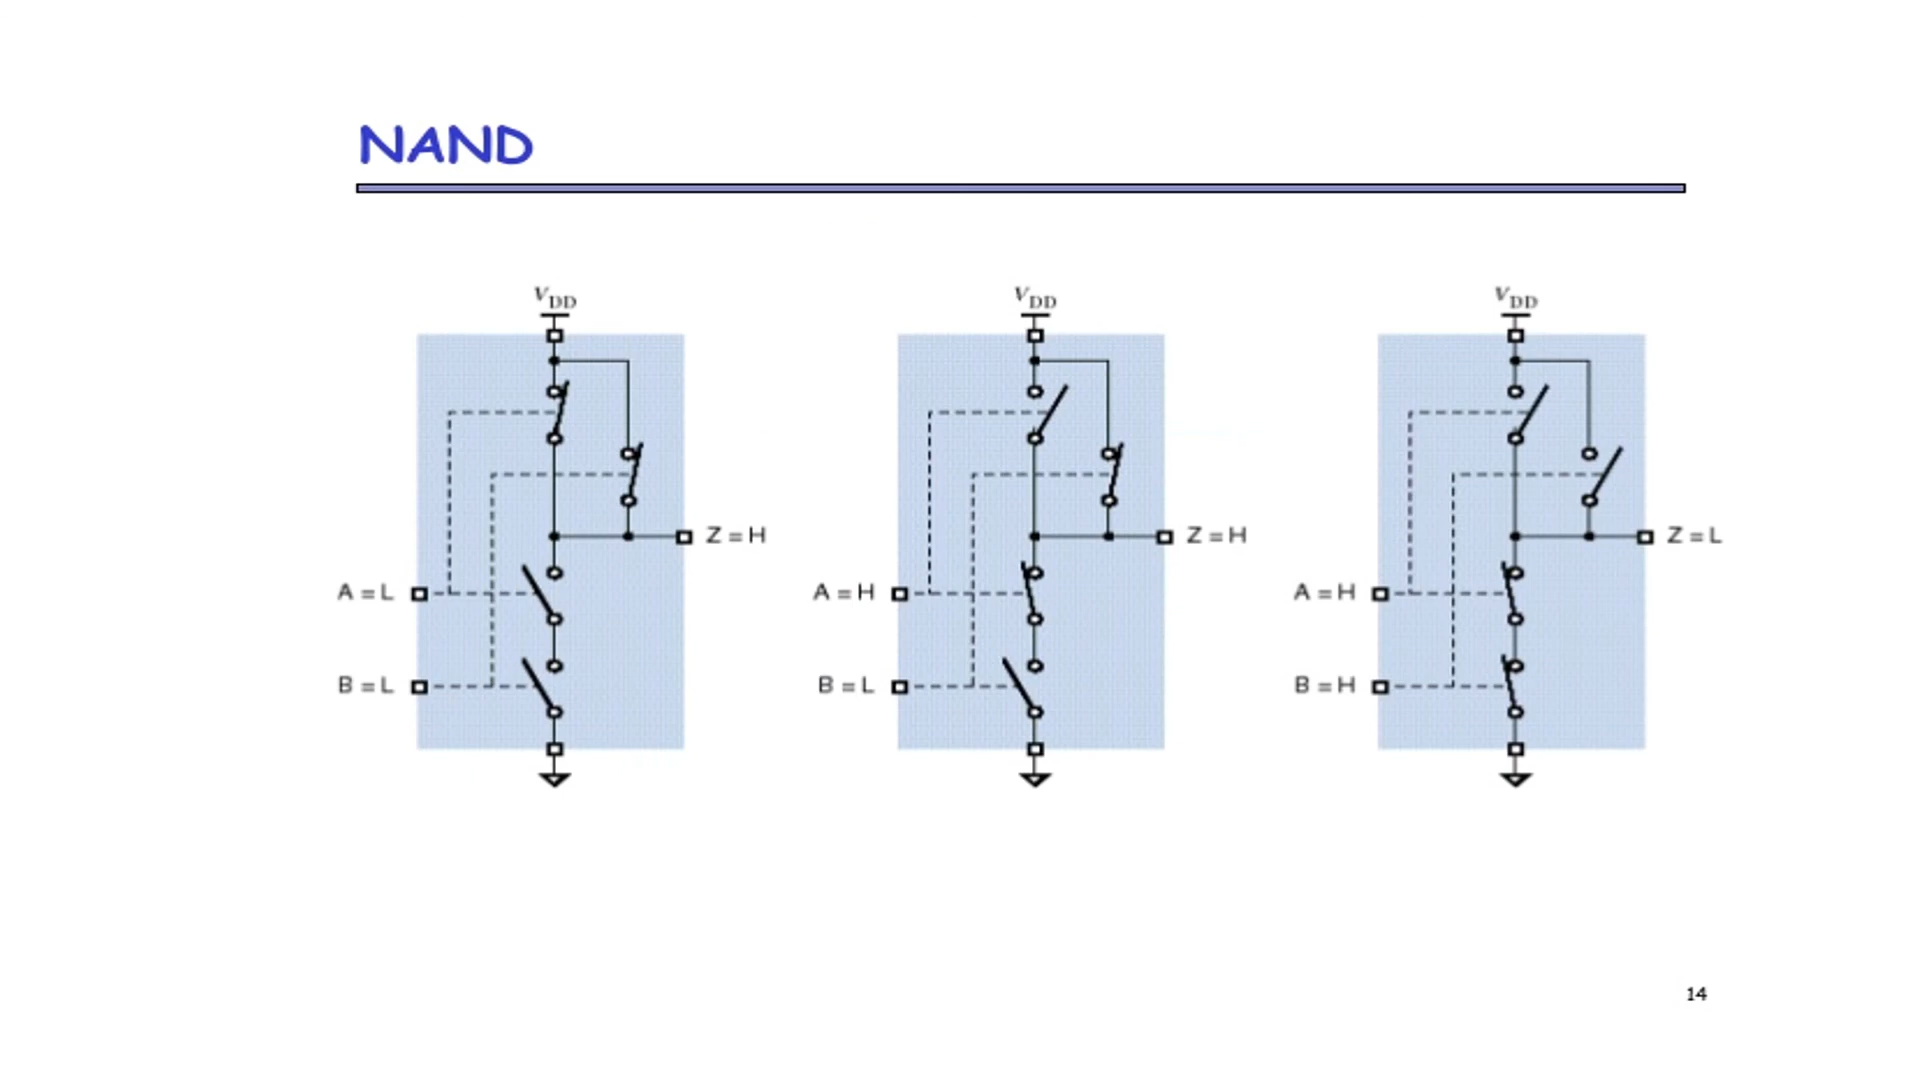 NAND
VDD
VDD
VDD
Z = H
Z = H
Z = L
A = L
A = H
A = H
B = L
B = L
B = H
14